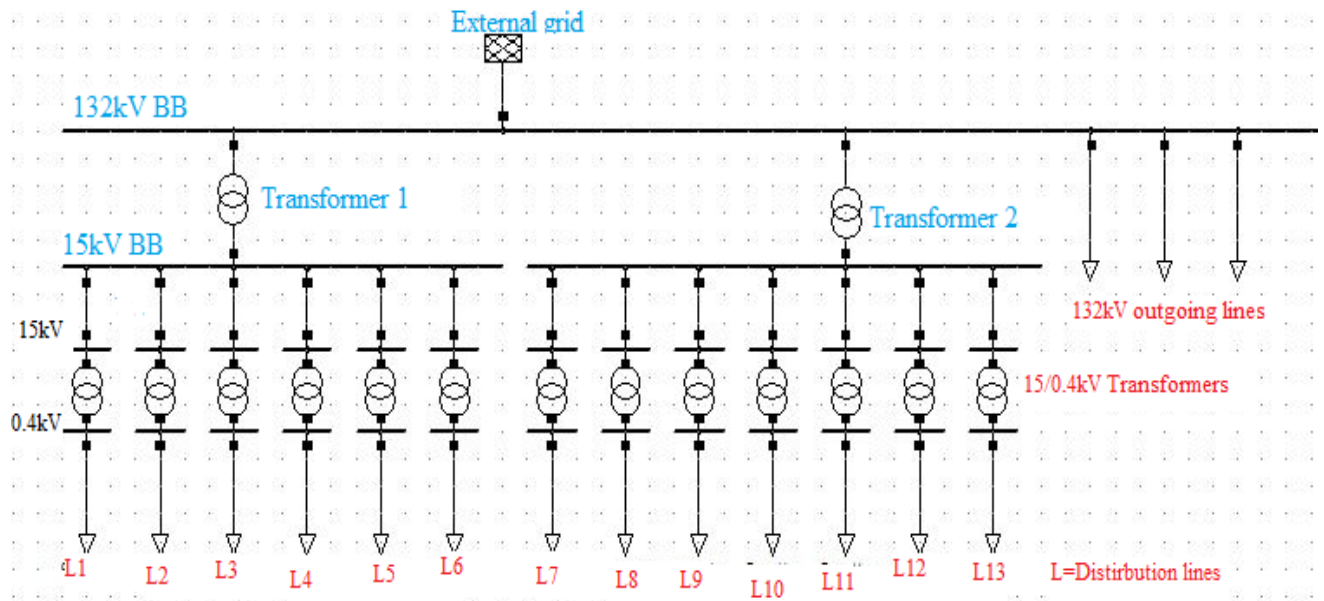 External grid
132kV BB
Transformer 1
Transformer 2
15kV BB
132kV outgoing lines
15kV
15/0.4kV Transformers
0.4kV
L1
L2
L3
L4
L5
L6
L7
L8
L9
L10
L11
L12
L13
L=Distirbution lines